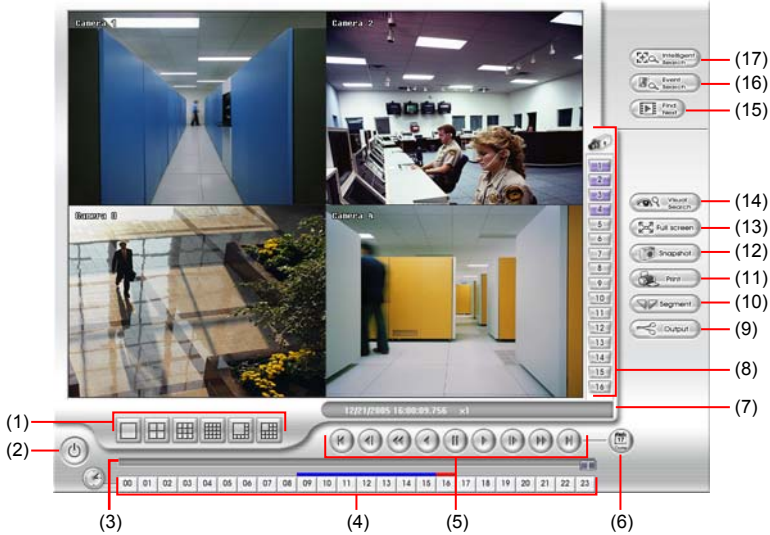 Camera 1
Camera 2
Camera 4
Intelligent Search (17)
Event Search (16)
Find Next (15)
1
2
3
4
5
6
7
8
9
10
11
12
13
14
15
16
Visual Search (14)
Full screen (13)
Snapshot (12)
Print (11)
Segment (10)
Output (9)
(8)
(7)
12/21/2005 16:00:09.756 x1
(1)
(2)
00 01 02 03 04 05 06 07 08 09 10 11 12 13 14 15 16 17 18 19 20 21 22 23
(3) (4) (5) (6)